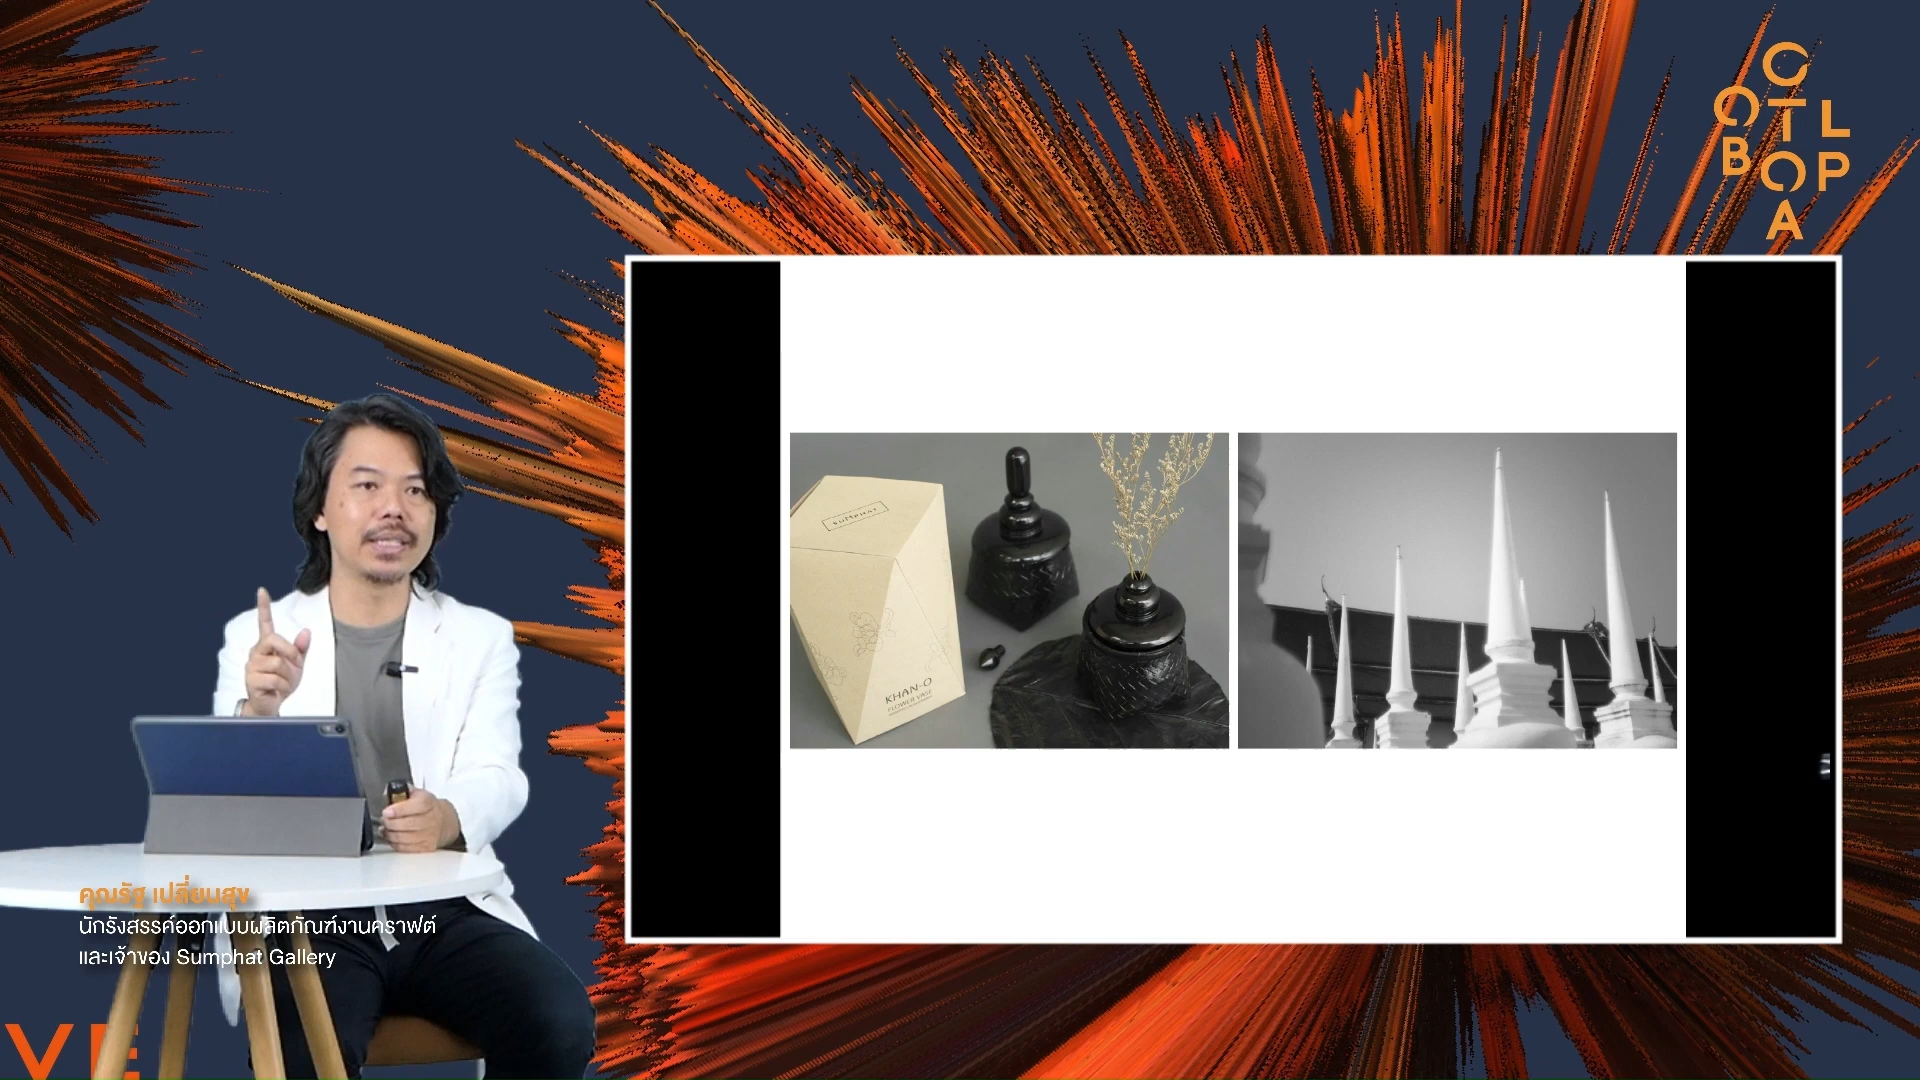 C
O T L
B O P
A
SUMPHAT
KHAN-O
FLOWER VASE
คุณรัฐ เปลี่ยนสุข
นักรังสรรค์ออกแบบผลิตภัณฑ์งานคราฟต์
และเจ้าของ Sumphat Gallery
VE